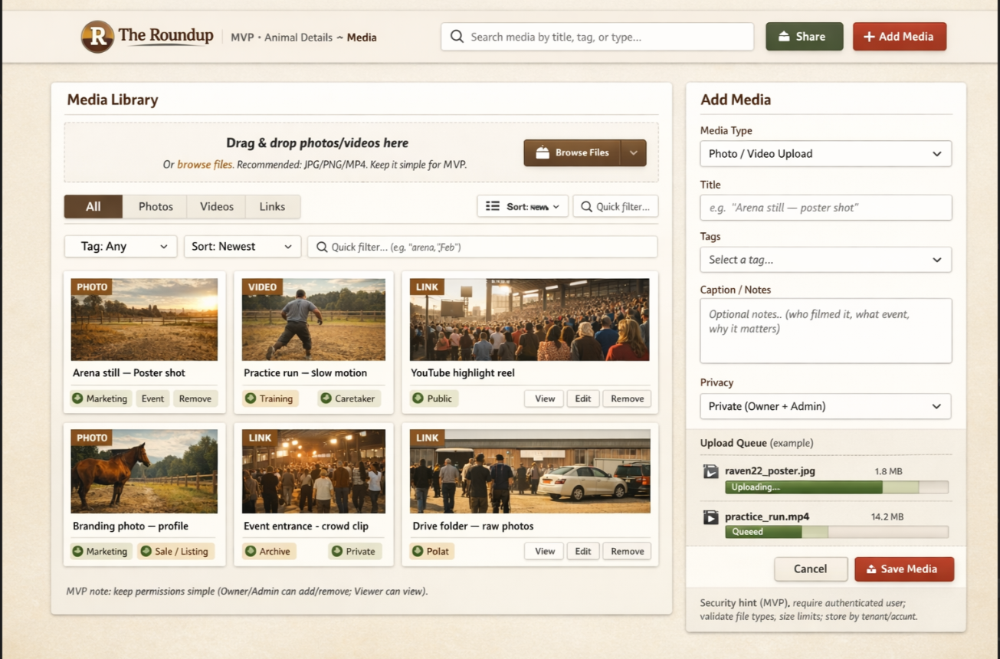 R The Roundup
MVP • Animal Details ~ Media
Search media by title, tag, or type...
Share
+ Add Media
Media Library
Drag & drop photos/videos here
Or browse files. Recommended: JPG/PNG/MP4. Keep it simple for MVP.
Browse Files
All
Photos
Videos
Links
Sort:
Quick filter...
Tag: Any
Sort: Newest
Quick filter... (e.g. "arena,"Feb")
PHOTO
Arena still — Poster shot
Marketing
Event
Remove
VIDEO
Practice run — slow motion
Training
Caretaker
LINK
YouTube highlight reel
Public
View
Edit
Remove
PHOTO
Branding photo — profile
Marketing
Sale / Listing
LINK
Event entrance - crowd clip
Archive
Private
LINK
Drive folder — raw photos
Polat
View
Edit
Remove
MVP note: keep permissions simple (Owner/Admin can add/remove; Viewer can view).
Add Media
Media Type
Photo / Video Upload
Title
e.g. "Arena still — poster shot"
Tags
Select a tag...
Caption / Notes
Optional notes.. (who filmed it, what event,
why it matters)
Privacy
Private (Owner + Admin)
Upload Queue (example)
raven22_poster.jpg
1.8 MB
Uploading...
practice_run.mp4
14.2 MB
Queeed
Cancel
Save Media
Security hint (MVP). require authenticated user;
validate file types, size limits; store by tenant/accunt.